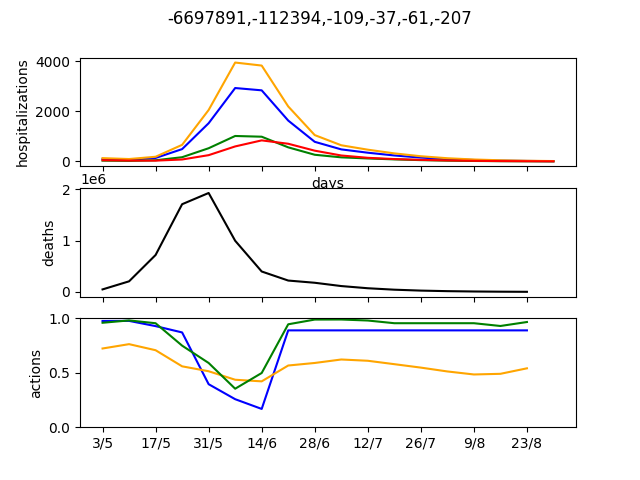 -6697891,-112394,-109,-37,-61,-207
4000
2000
0
hospitalizations
days
1e6
2
1
0
deaths
1.0
0.5
0.0
actions
3/5 17/5 31/5 14/6 28/6 12/7 26/7 9/8 23/8